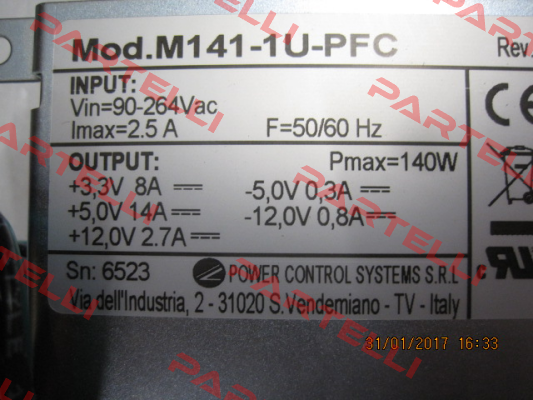 Mod.M141-1U-PFC
Rev.
INPUT:
Vin=90-264Vac
Imax=2.5 A F=50/60 Hz
OUTPUT: Pmax=140W
+3,3V 8A -5,0V 0,3A
+5,0V 14A -12,0V 0,8A
+12,0V 2.7A
Sn: 6523 POWER CONTROL SYSTEMS S.R.L
Via dell'Industria, 2 - 31020 S.Vendemiano - TV - Italy
31/01/2017 16:33
PARTELLI
PARTELLI
PARTELLI
PARTELLI
PARTELLI